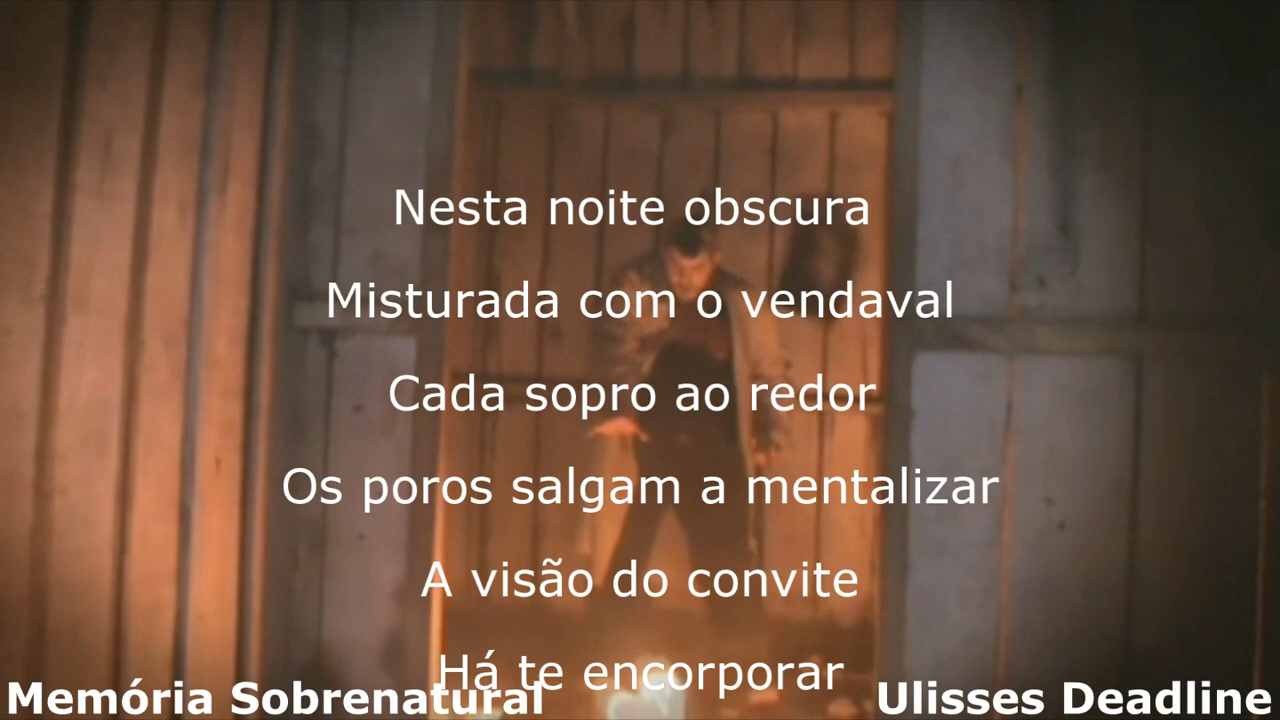 Nesta noite obscura
Misturada com o vendaval
Cada sopro ao redor
Os poros salgam a mentalizar
A visão do convite
Há te encorporar
Memória Sobrenatural
Ulisses Deadline